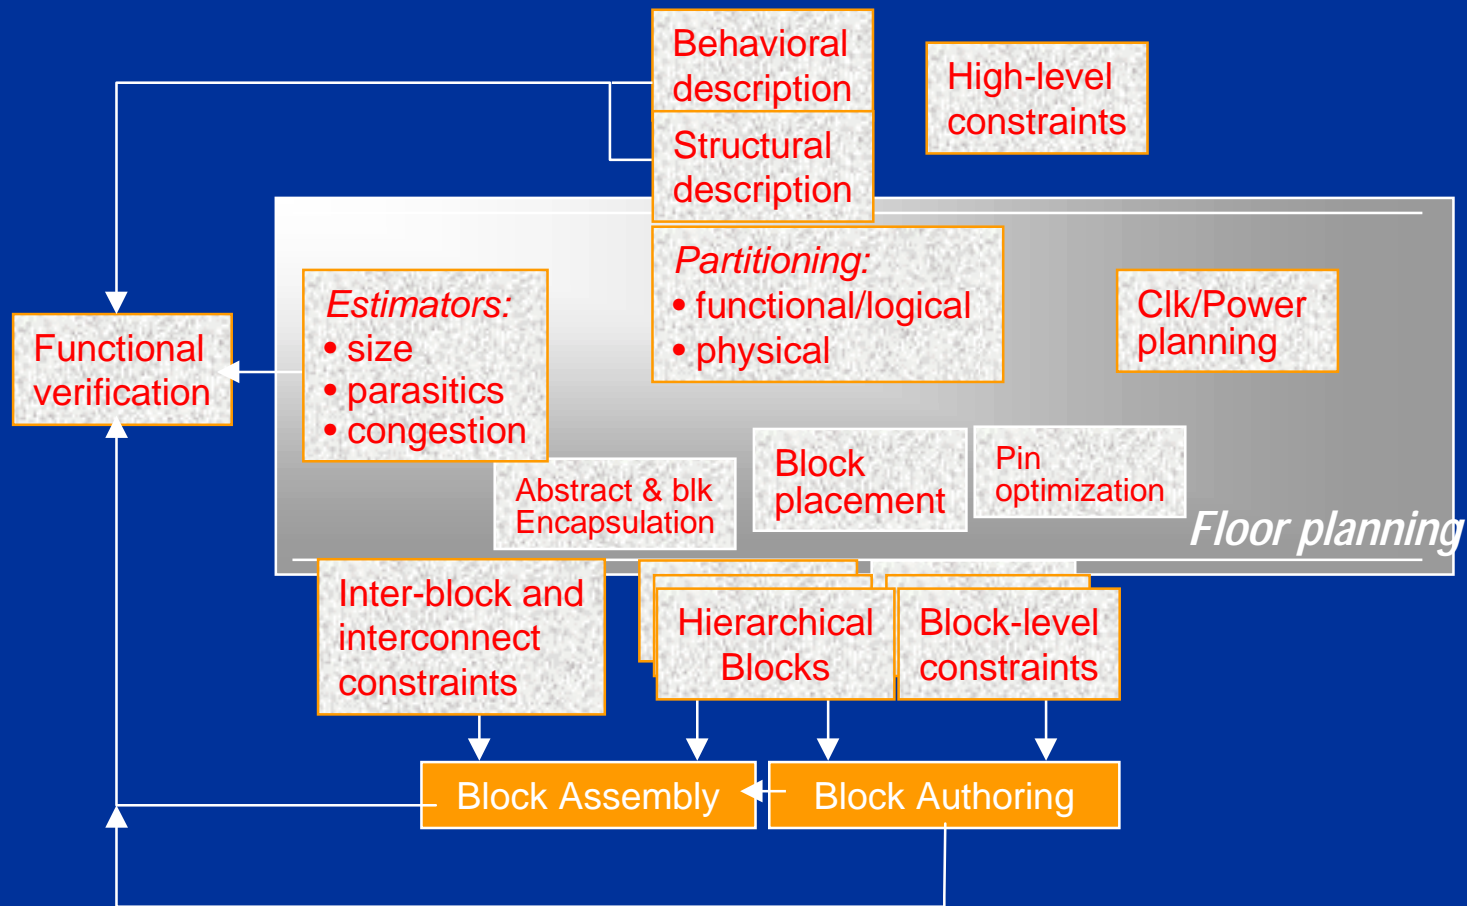 Behavioral
description
High-level
constraints
Structural
description
Partitioning:
• functional/logical
• physical
Estimators:
• size
• parasitics
• congestion
Clk/Power
planning
Functional
verification
Abstract & blk
Encapsulation
Block
placement
Pin
optimization
Floor planning
Inter-block and
interconnect
constraints
Hierarchical
Blocks
Block-level
constraints
Block Assembly
Block Authoring